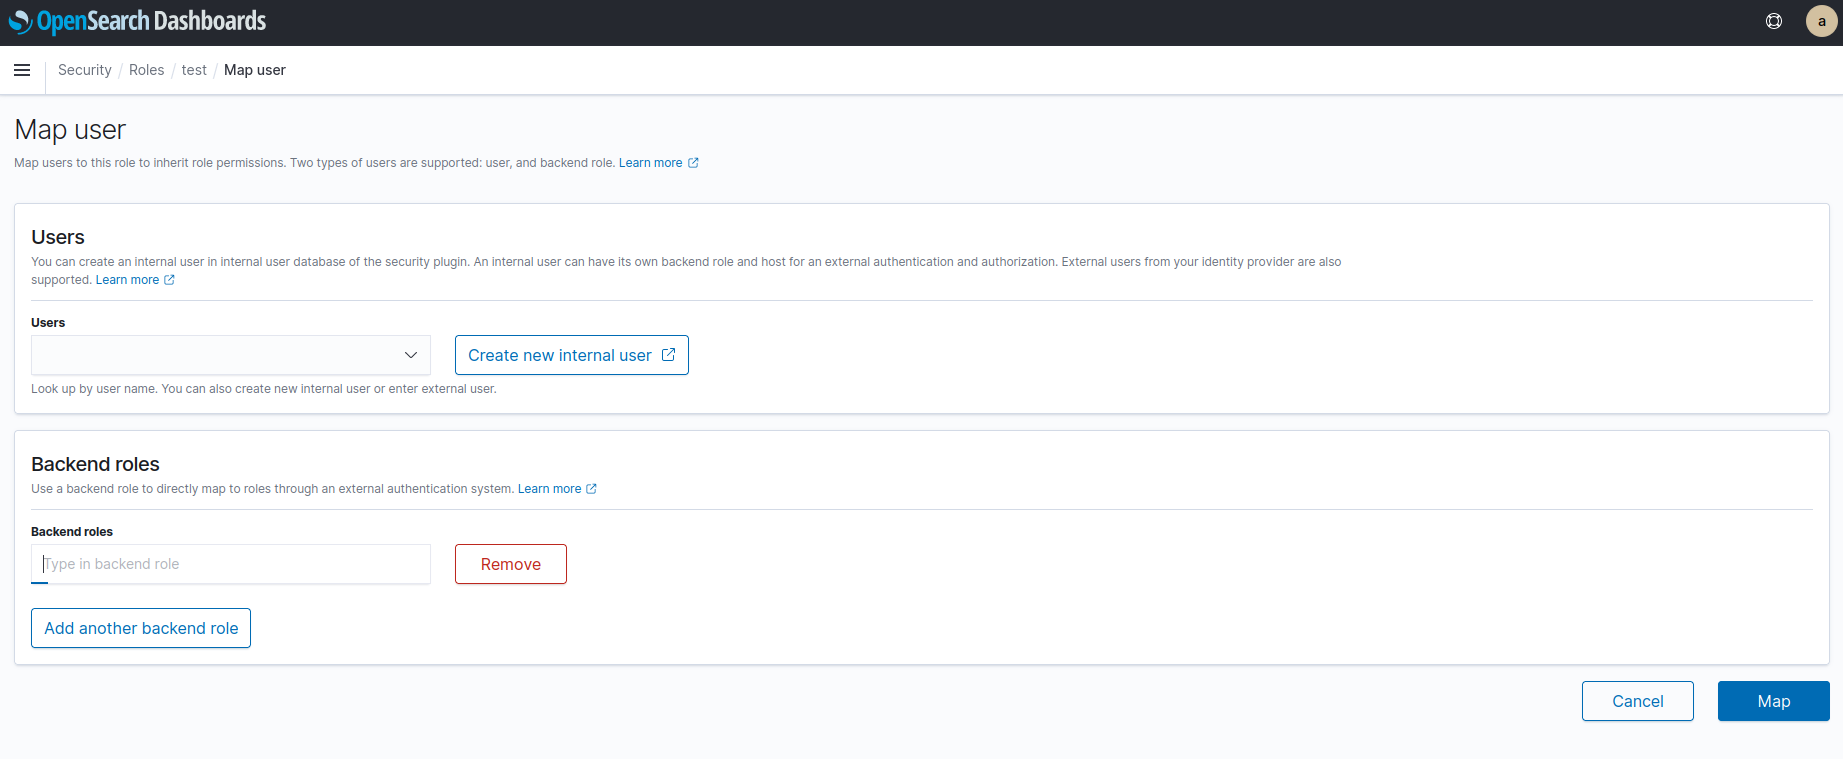 OpenSearch Dashboards
a
Security / Roles / test / Map user
Map user
Map users to this role to inherit role permissions. Two types of users are supported: user, and backend role. Learn more
Users
You can create an internal user in internal user database of the security plugin. An internal user can have its own backend role and host for an external authentication and authorization. External users from your identity provider are also
supported. Learn more
Users
Create new internal user
Look up by user name. You can also create new internal user or enter external user.
Backend roles
Use a backend role to directly map to roles through an external authentication system. Learn more
Backend roles
Type in backend role
Remove
Add another backend role
Cancel
Map